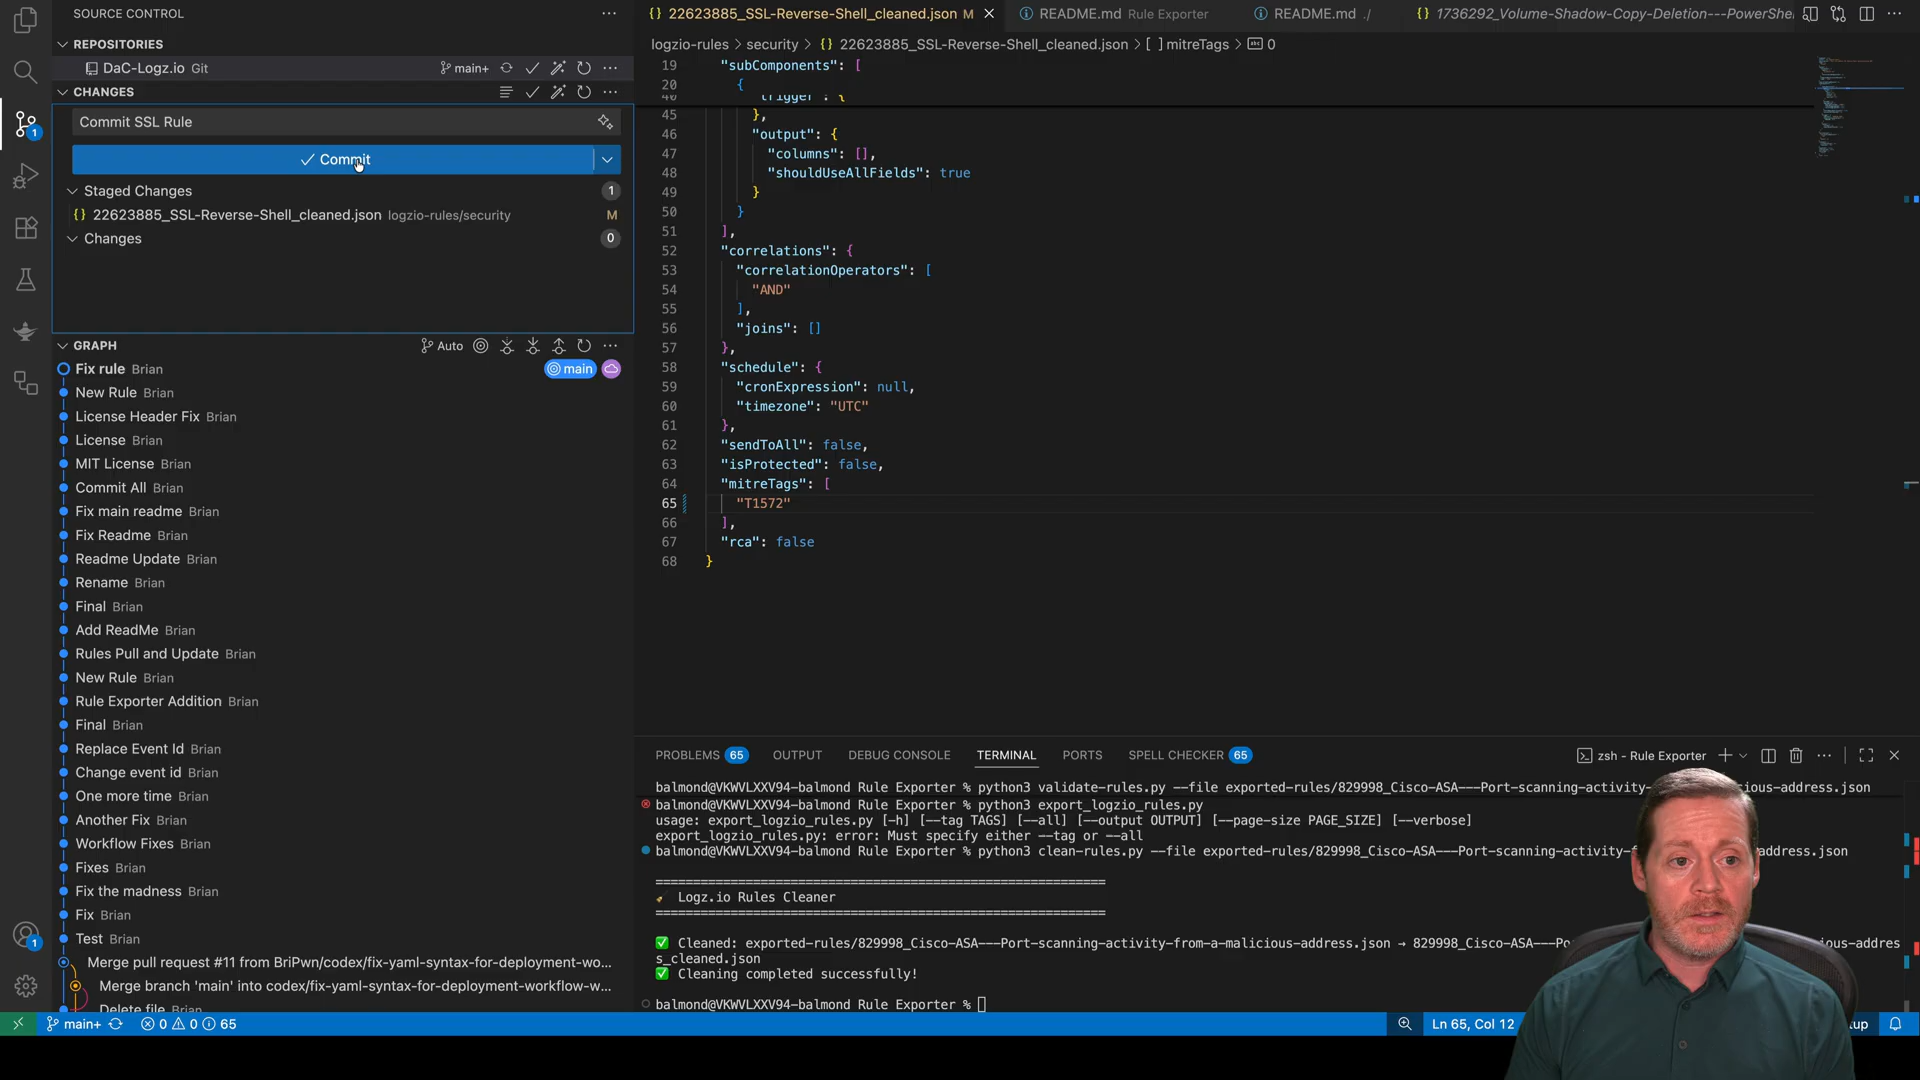 SOURCE CONTROL
REPOSITORIES
DaC-Logz.io Git
main+
CHANGES
Commit SSL Rule
Commit
Staged Changes
1
22623885_SSL-Reverse-Shell_cleaned.json logzio-rules/security
M
Changes
0
GRAPH
Auto
Fix rule Brian
main
New Rule Brian
License Header Fix Brian
License Brian
MIT License Brian
Commit All Brian
Fix main readme Brian
Fix Readme Brian
Readme Update Brian
Rename Brian
Final Brian
Add ReadMe Brian
Rules Pull and Update Brian
New Rule Brian
Rule Exporter Addition Brian
Final Brian
Replace Event Id Brian
Change event id Brian
One more time Brian
Another Fix Brian
Workflow Fixes Brian
Fixes Brian
Fix the madness Brian
Fix Brian
Test Brian
Merge pull request #11 from BriPwn/codex/fix-yaml-syntax-for-deployment-wo...
Merge branch 'main' into codex/fix-yaml-syntax-for-deployment-workflow-w...
Delete file Brian
1
1
22623885_SSL-Reverse-Shell_cleaned.json M
README.md Rule Exporter
README.md ./
1736292_Volume-Shadow-Copy-Deletion---PowerShe
logzio-rules > security > {} 22623885_SSL-Reverse-Shell_cleaned.json > [ ] mitreTags > abc 0
19 "subComponents": [
20 {
40 "trigger": {
45 },
46 "output": {
47 "columns": [],
48 "shouldUseAllFields": true
49 }
50 }
51 ],
52 "correlations": {
53 "correlationOperators": [
54 "AND"
55 ],
56 "joins": []
57 },
58 "schedule": {
59 "cronExpression": null,
60 "timezone": "UTC"
61 },
62 "sendToAll": false,
63 "isProtected": false,
64 "mitreTags": [
65 "T1572"
66 ],
67 "rca": false
68 }
PROBLEMS 65 OUTPUT DEBUG CONSOLE TERMINAL PORTS SPELL CHECKER 65
zsh - Rule Exporter
balmond@VKWVLXXV94-balmond Rule Exporter % python3 validate-rules.py --file exported-rules/829998_Cisco-ASA---Port-scanning-activity-from-a-malicious-address.json
balmond@VKWVLXXV94-balmond Rule Exporter % python3 export_logzio_rules.py
usage: export_logzio_rules.py [-h] [--tag TAGS] [--all] [--output OUTPUT] [--page-size PAGE_SIZE] [--verbose]
export_logzio_rules.py: error: Must specify either --tag or --all
balmond@VKWVLXXV94-balmond Rule Exporter % python3 clean-rules.py --file exported-rules/829998_Cisco-ASA---Port-scanning-activity-f address.json
============================================================
Logz.io Rules Cleaner
============================================================
Cleaned: exported-rules/829998_Cisco-ASA---Port-scanning-activity-from-a-malicious-address.json → 829998_Cisco-ASA---Po ious-addres
s_cleaned.json
Cleaning completed successfully!
balmond@VKWVLXXV94-balmond Rule Exporter %
main+ 0 0 65
Ln 65, Col 12